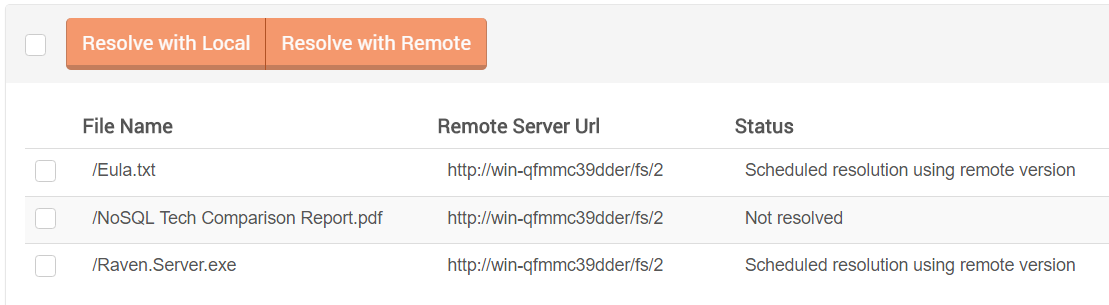 Resolve with Local Resolve with Remote
File Name Remote Server Url Status
/Eula.txt http://win-qfmmc39dder/fs/2 Scheduled resolution using remote version
/NoSQL Tech Comparison Report.pdf http://win-qfmmc39dder/fs/2 Not resolved
/Raven.Server.exe http://win-qfmmc39dder/fs/2 Scheduled resolution using remote version